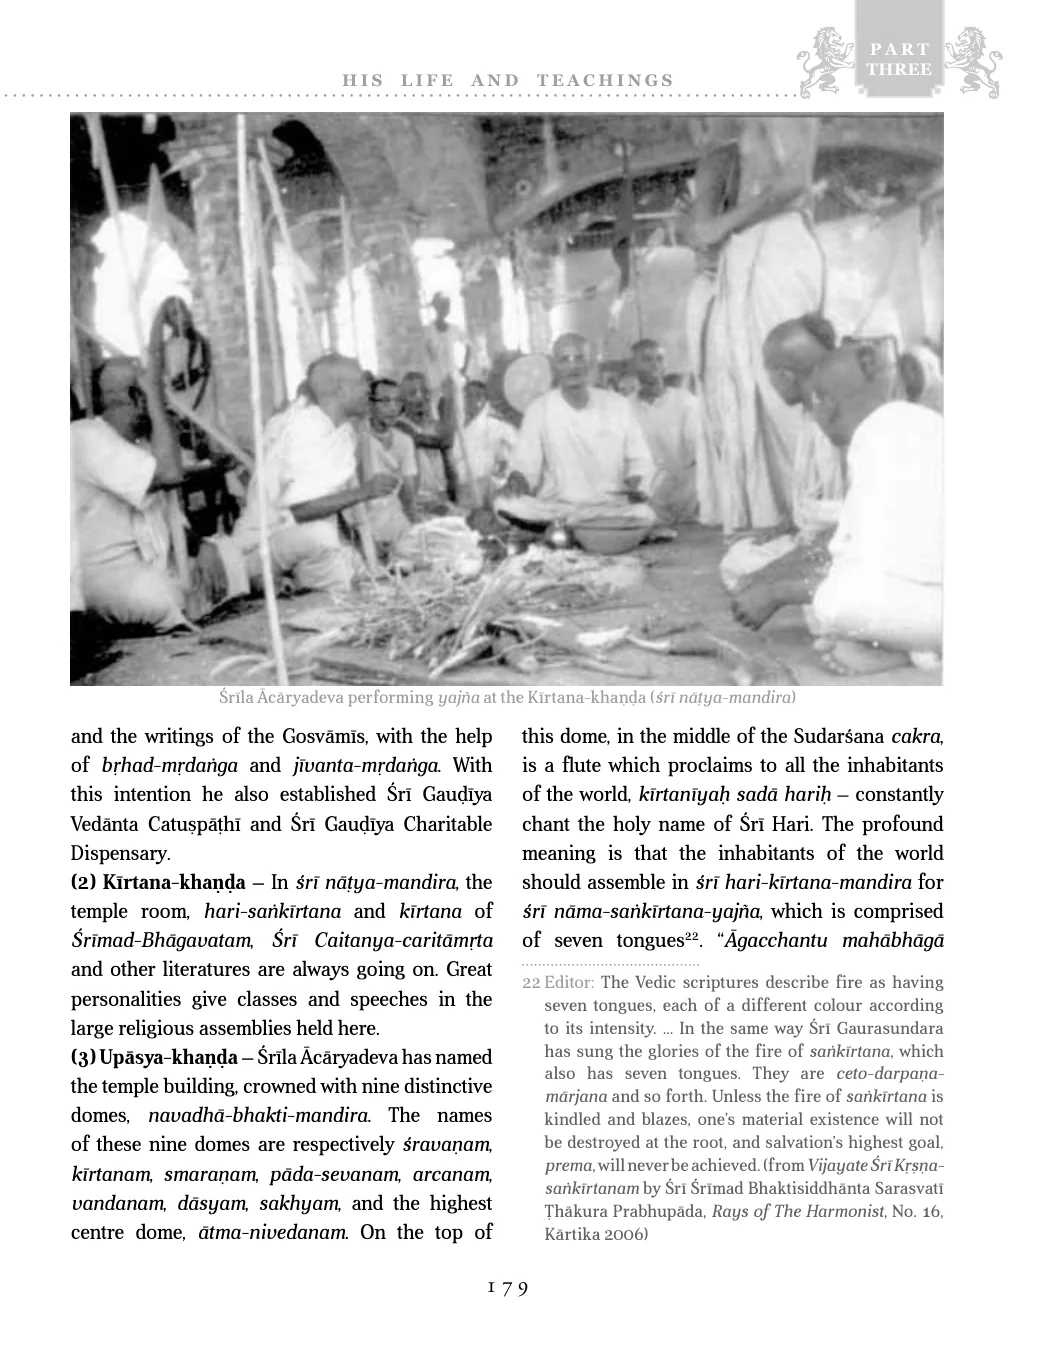 HIS LIFE AND TEACHINGS
PART
THREE
Śrīla Ācāryadeva performing yajña at the Kīrtana-khaṇḍa (śrī nāṭya-mandira)
and the writings of the Gosvāmīs, with the help
of bṛhad-mṛdaṅga and jīvanta-mṛdaṅga. With
this intention he also established Śrī Gauḍīya
Vedānta Catuṣpāṭhī and Śrī Gauḍīya Charitable
Dispensary.
(2) Kīrtana-khaṇḍa – In śrī nāṭya-mandira, the
temple room, hari-saṅkīrtana and kīrtana of
Śrīmad-Bhāgavatam, Śrī Caitanya-caritāmṛta
and other literatures are always going on. Great
personalities give classes and speeches in the
large religious assemblies held here.
(3) Upāsya-khaṇḍa – Śrīla Ācāryadeva has named
the temple building, crowned with nine distinctive
domes, navadhā-bhakti-mandira. The names
of these nine domes are respectively śravaṇam,
kīrtanam, smaraṇam, pāda-sevanam, arcanam,
vandanam, dāsyam, sakhyam, and the highest
centre dome, ātma-nivedanam. On the top of
this dome, in the middle of the Sudarśana cakra,
is a flute which proclaims to all the inhabitants
of the world, kīrtanīyaḥ sadā hariḥ – constantly
chant the holy name of Śrī Hari. The profound
meaning is that the inhabitants of the world
should assemble in śrī hari-kīrtana-mandira for
śrī nāma-saṅkīrtana-yajña, which is comprised
of seven tongues²². “Āgacchantu mahābhāgā
22 Editor: The Vedic scriptures describe fire as having
seven tongues, each of a different colour according
to its intensity. ... In the same way Śrī Gaurasundara
has sung the glories of the fire of saṅkīrtana, which
also has seven tongues. They are ceto-darpaṇa-
mārjana and so forth. Unless the fire of saṅkīrtana is
kindled and blazes, one’s material existence will not
be destroyed at the root, and salvation’s highest goal,
prema, will never be achieved. (from Vijayate Śrī Kṛṣṇa-
saṅkīrtanam by Śrī Śrīmad Bhaktisiddhānta Sarasvatī
Ṭhākura Prabhupāda, Rays of The Harmonist, No. 16,
Kārtika 2006)
179